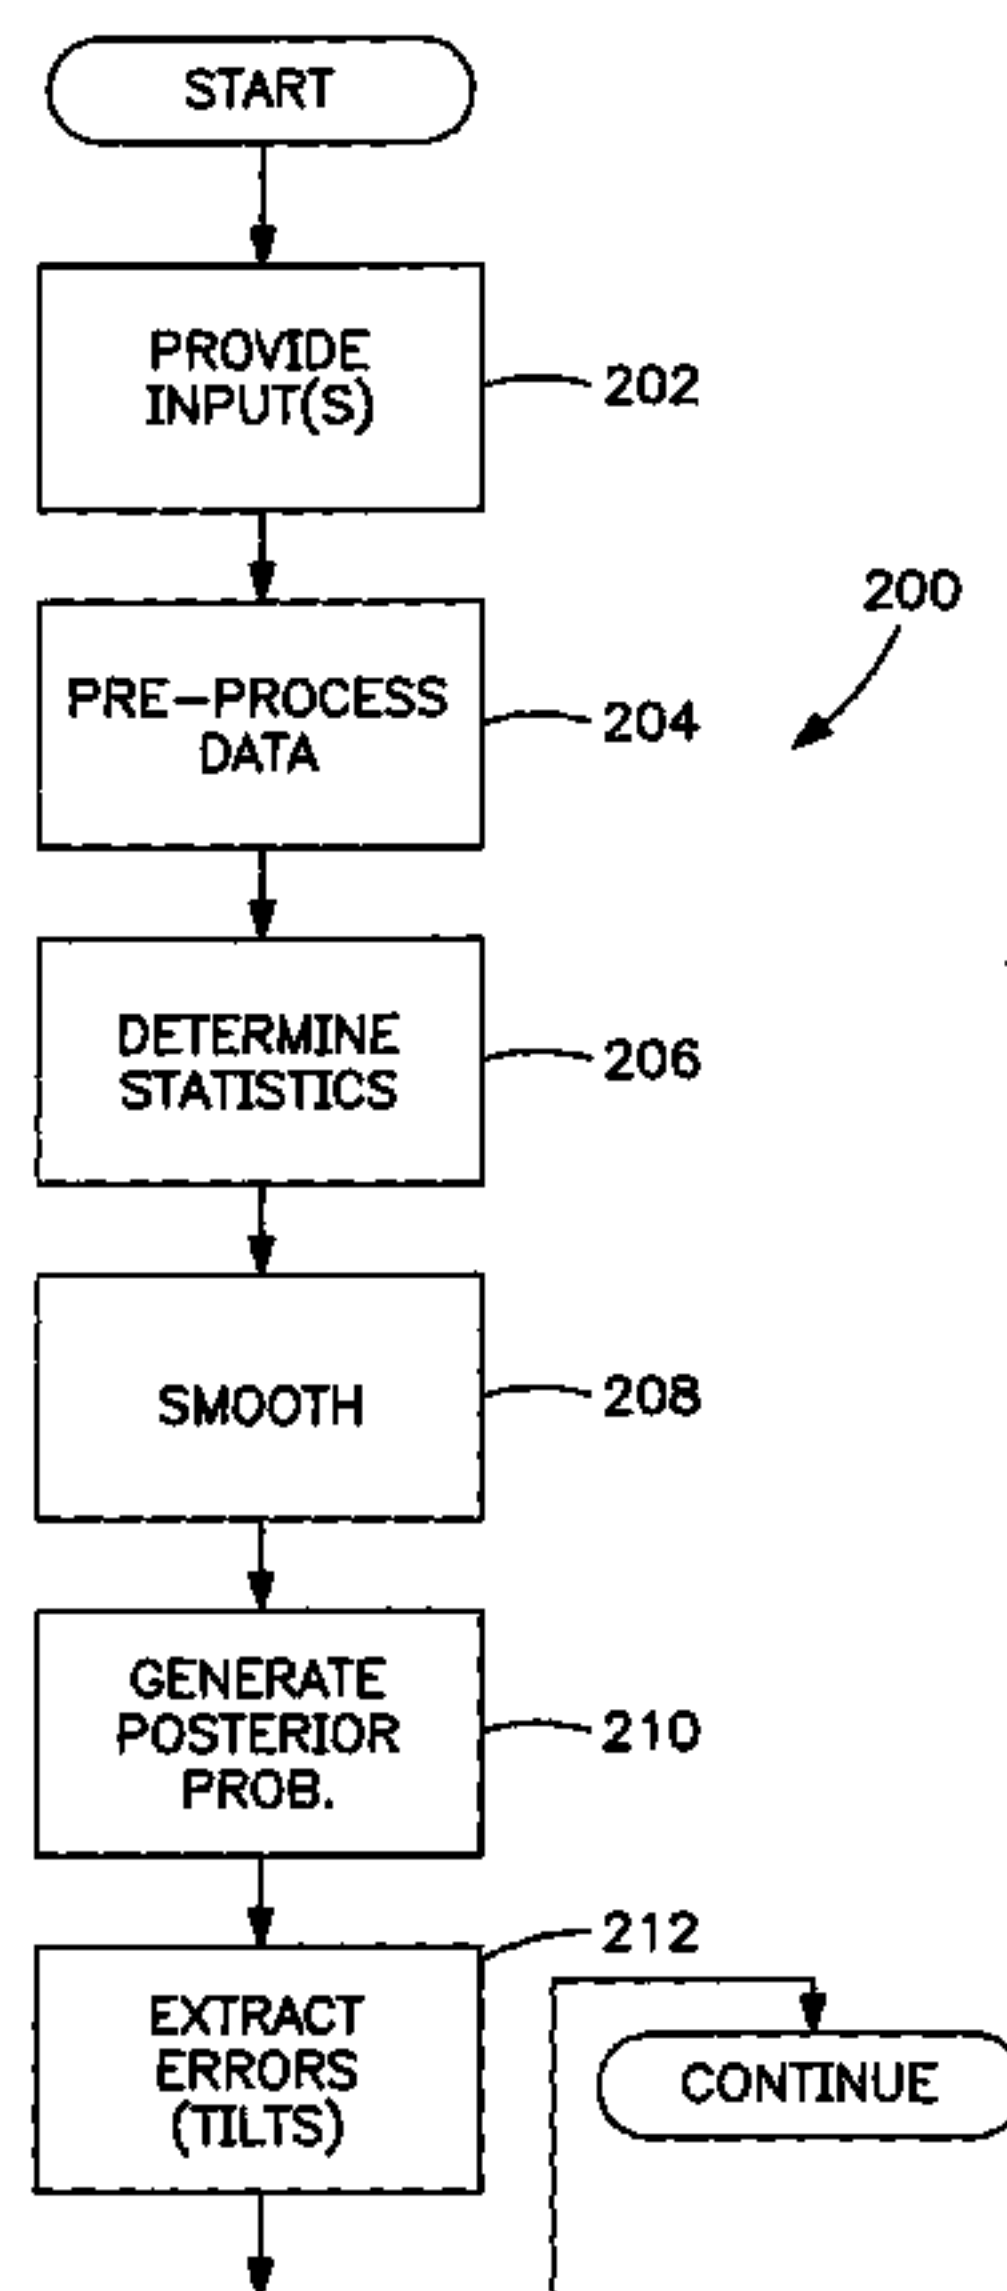 START
PROVIDE
INPUT(S)
202
200
PRE-PROCESS
DATA
204
DETERMINE
STATISTICS
206
SMOOTH
208
GENERATE
POSTERIOR
PROB.
210
212
EXTRACT
ERRORS
(TILTS)
CONTINUE